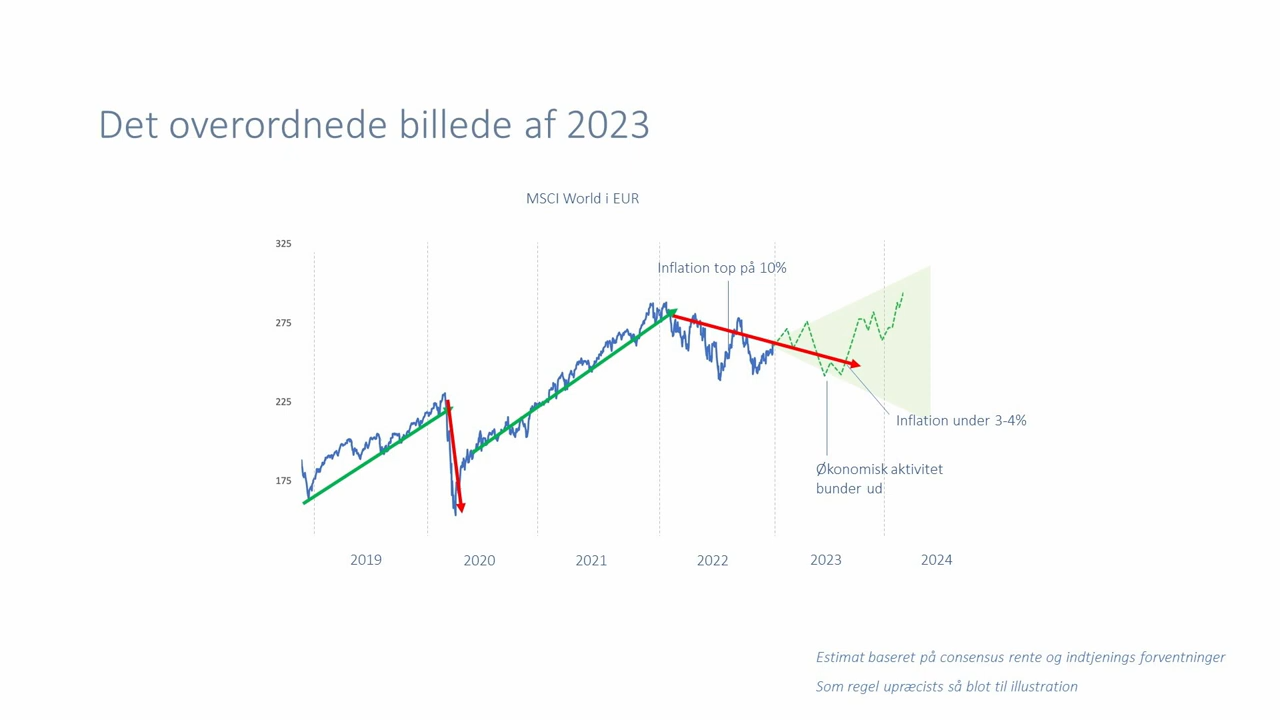 Det overordnede billede af 2023
MSCI World i EUR
325
275
225
175
Inflation top på 10%
Inflation under 3-4%
Økonomisk aktivitet
bunder ud
2019
2020
2021
2022
2023
2024
Estimat baseret på consensus rente og indtjenings forventninger
Som regel upræcists så blot til illustration